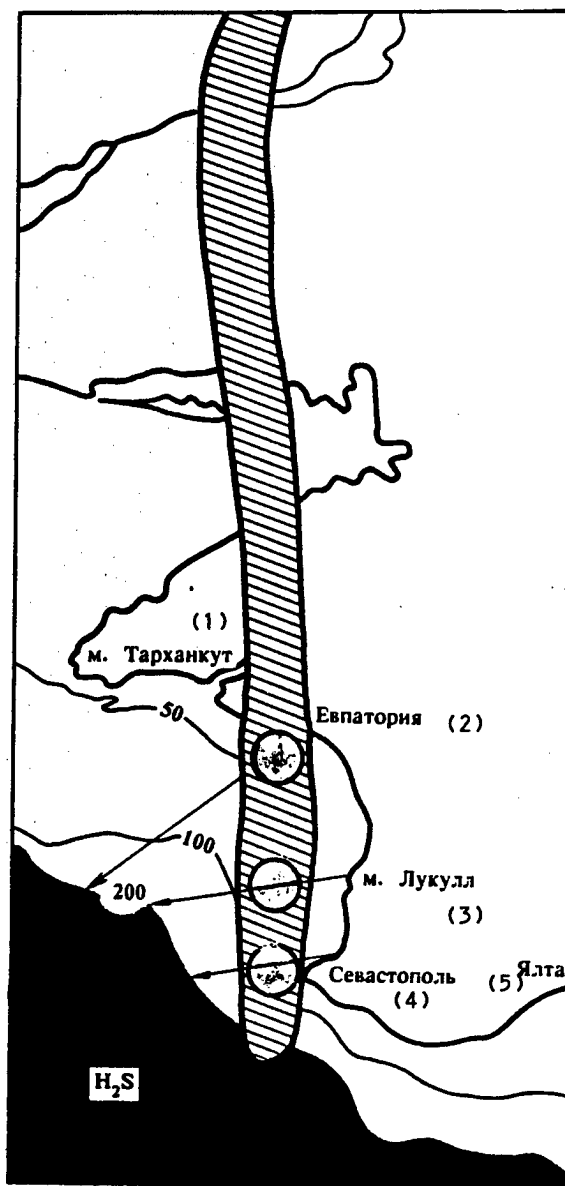 (1)
м. Тарханкут
50
Евпатория (2)
100
200
м. Лукулл
(3)
Севастополь (5) Ялта
(4)
H₂S